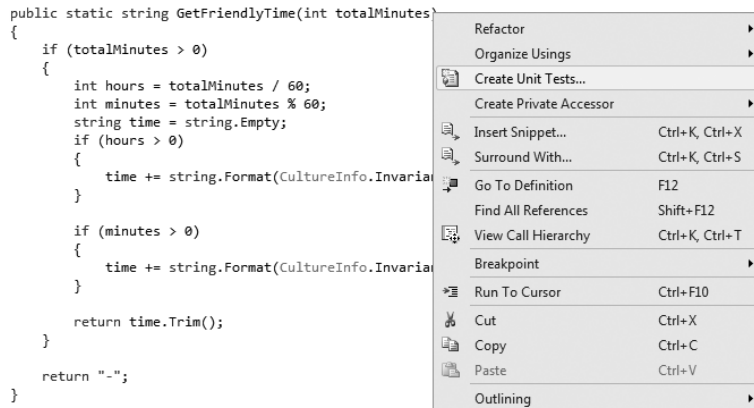 public static string GetFriendlyTime(int totalMinutes)
{
if (totalMinutes > 0)
{
int hours = totalMinutes / 60;
int minutes = totalMinutes % 60;
string time = string.Empty;
if (hours > 0)
{
time += string.Format(CultureInfo.Invaria
}
if (minutes > 0)
{
time += string.Format(CultureInfo.Invaria
}
return time.Trim();
}
return "-";
}
Refactor
Organize Usings
Create Unit Tests...
Create Private Accessor
Insert Snippet... Ctrl+K, Ctrl+X
Surround With... Ctrl+K, Ctrl+S
Go To Definition F12
Find All References Shift+F12
View Call Hierarchy Ctrl+K, Ctrl+T
Breakpoint
Run To Cursor Ctrl+F10
Cut Ctrl+X
Copy Ctrl+C
Paste Ctrl+V
Outlining